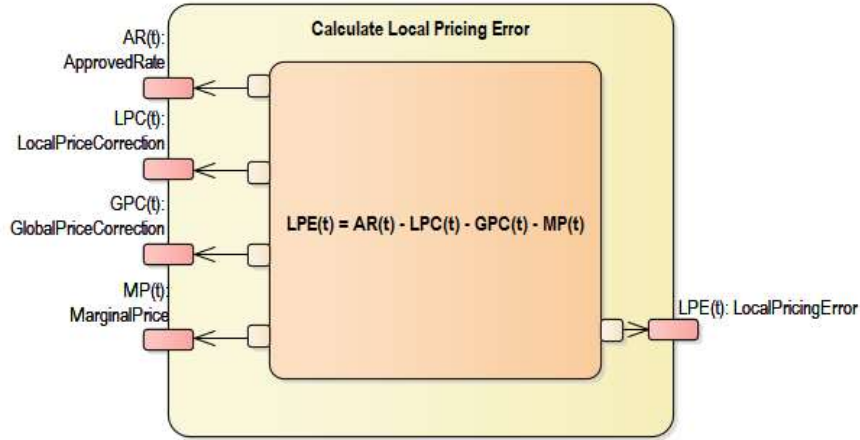 Calculate Local Pricing Error
AR(t):
ApprovedRate
LPC(t):
LocalPriceCorrection
GPC(t):
GlobalPriceCorrection
MP(t):
MarginalPrice
LPE(t) = AR(t) - LPC(t) - GPC(t) - MP(t)
LPE(t): LocalPricingError